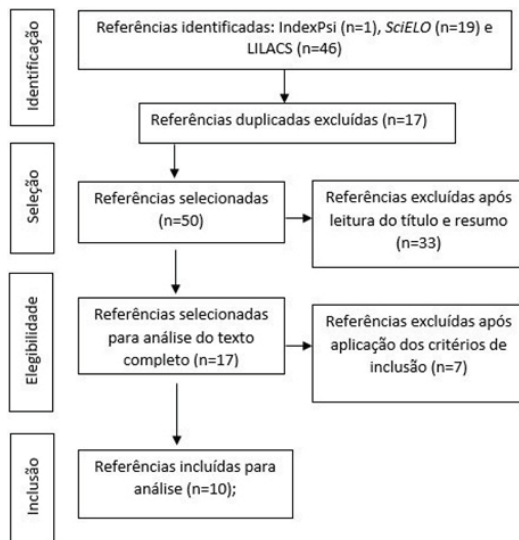 Identificação
Referências identificadas: IndexPsi (n=1), SciELO (n=19) e
LILACS (n=46)
Referências duplicadas excluídas (n=17)
Seleção
Referências selecionadas
(n=50)
Referências excluídas após
leitura do título e resumo
(n=33)
Elegibilidade
Referências selecionadas
para análise do texto
completo (n=17)
Referências excluídas após
aplicação dos critérios de
inclusão (n=7)
Inclusão
Referências incluídas para
análise (n=10);